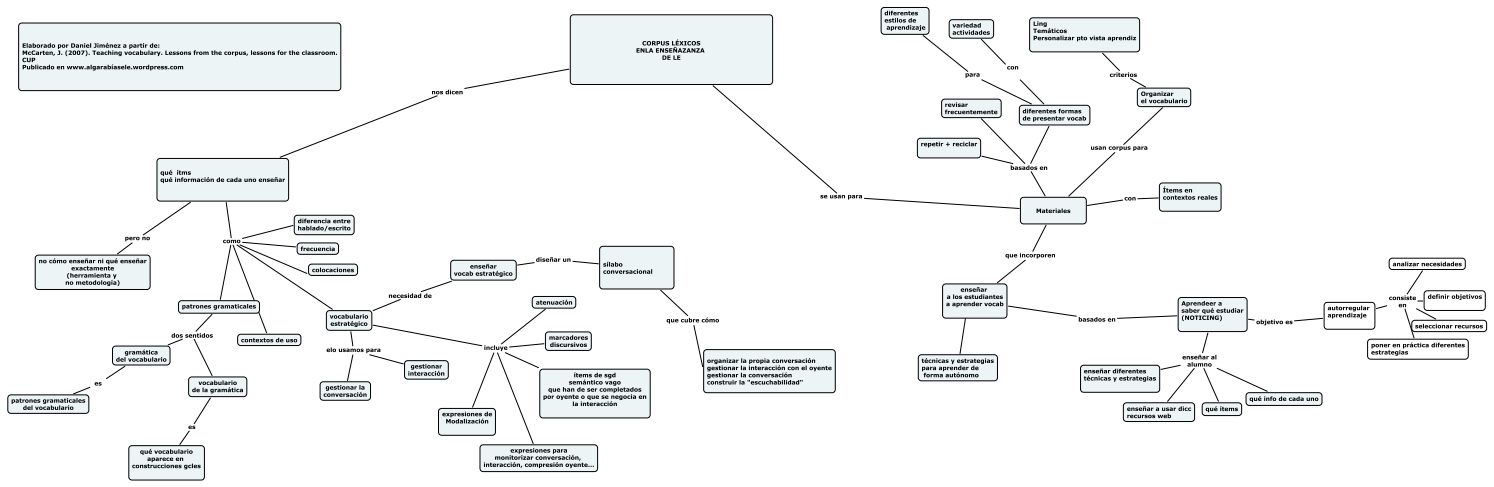 Elaborado por Daniel Jiménez a partir de:
McCarten, J. (2007). Teaching vocabulary. Lessons from the corpus, lessons for the classroom.
CUP
Publicado en www.algarabiasele.wordpress.com
CORPUS LÉXICOS
ENLA ENSEÑAZANZA
DE LE
nos dicen
qué ítms
qué información de cada uno enseñar
pero no
no cómo enseñar ni qué enseñar
exactamente
(herramienta y
no metodología)
como
diferencia entre
hablado/escrito
frecuencia
colocaciones
patrones gramaticales
contextos de uso
dos sentidos
gramática
del vocabulario
es
patrones gramaticales
del vocabulario
vocabulario
de la gramática
es
qué vocabulario
aparece en
construcciones gcles
vocabulario
estratégico
necesidad de
enseñar
vocab estratégico
diseñar un
sílabo
conversacional
que cubre cómo
organizar la propia conversación
gestionar la interacción con el oyente
gestionar la conversación
construir la "escuchabilidad"
elo usamos para
gestionar la
conversación
gestionar
interacción
incluye
atenuación
marcadores
discursivos
ítems de sgd
semántico vago
que han de ser completados
por oyente o que se negocia en
la interacción
expresiones de
Modalización
expresiones para
monitorizar conversación,
interacción, compresión oyente...
se usan para
Materiales
basados en
repetir + reciclar
revisar
frecuentemente
diferentes formas
de presentar vocab
para
diferentes
estilos de
aprendizaje
con
variedad
actividades
usan corpus para
Organizar
el vocabulario
criterios
Ling
Temáticos
Personalizar pto vista aprendiz
con
Ítems en
contextos reales
que incorporen
enseñar
a los estudiantes
a aprender vocab
técnicas y estrategias
para aprender de
forma autónomo
basados en
Aprendeer a
saber qué estudiar
(NOTICING)
enseñar al
alumno
enseñar diferentes
técnicas y estrategias
enseñar a usar dicc
recursos web
qué ítems
qué info de cada uno
objetivo es
autorregular
aprendizaje
consiste
en
analizar necesidades
definir objetivos
seleccionar recursos
poner en práctica diferentes
estrategias